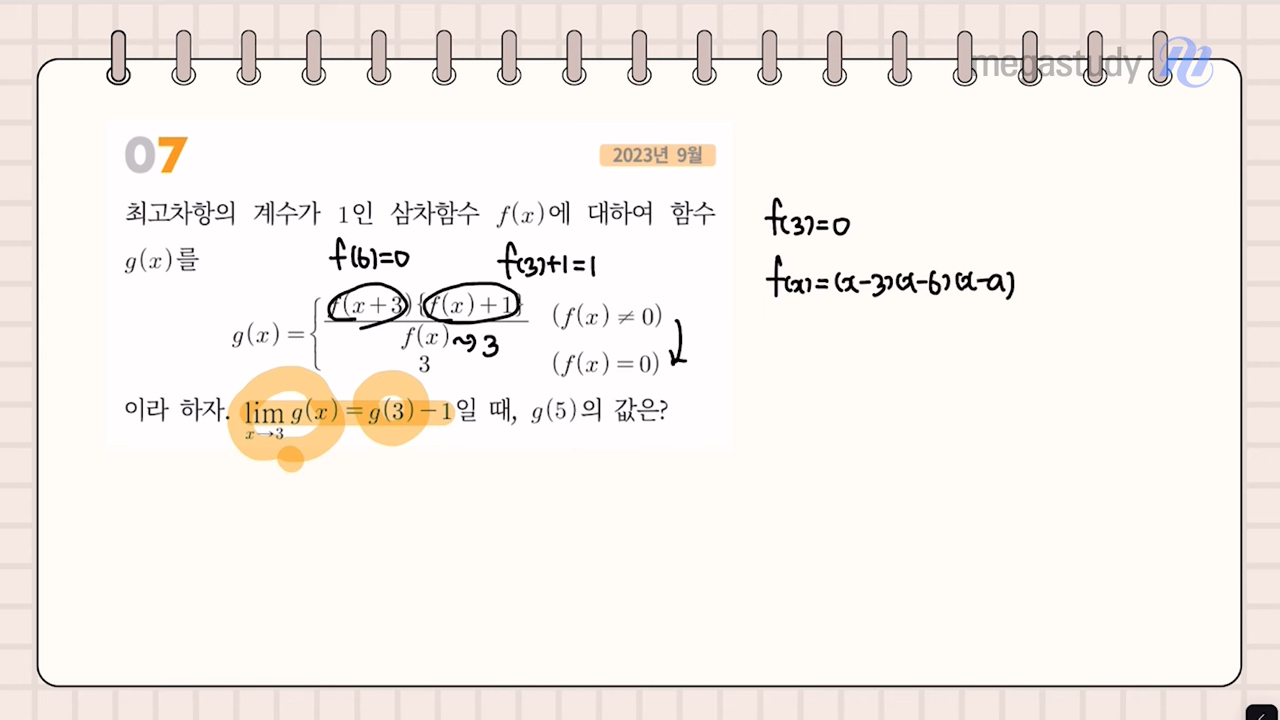 megastudy
07
2023년 9월
최고차항의 계수가 1인 삼차함수 f(x)에 대하여 함수
f(3)=0
g(x)를
f(6)=0
f(3)+1=1
f(x)=(x-3)(x-6)(x-a)
f(x+3){f(x)+1}
(f(x)≠0)
g(x)={
f(x) ~> 3
3
(f(x)=0)
이라 하자. lim g(x)=g(3)-1일 때, g(5)의 값은?
x→3